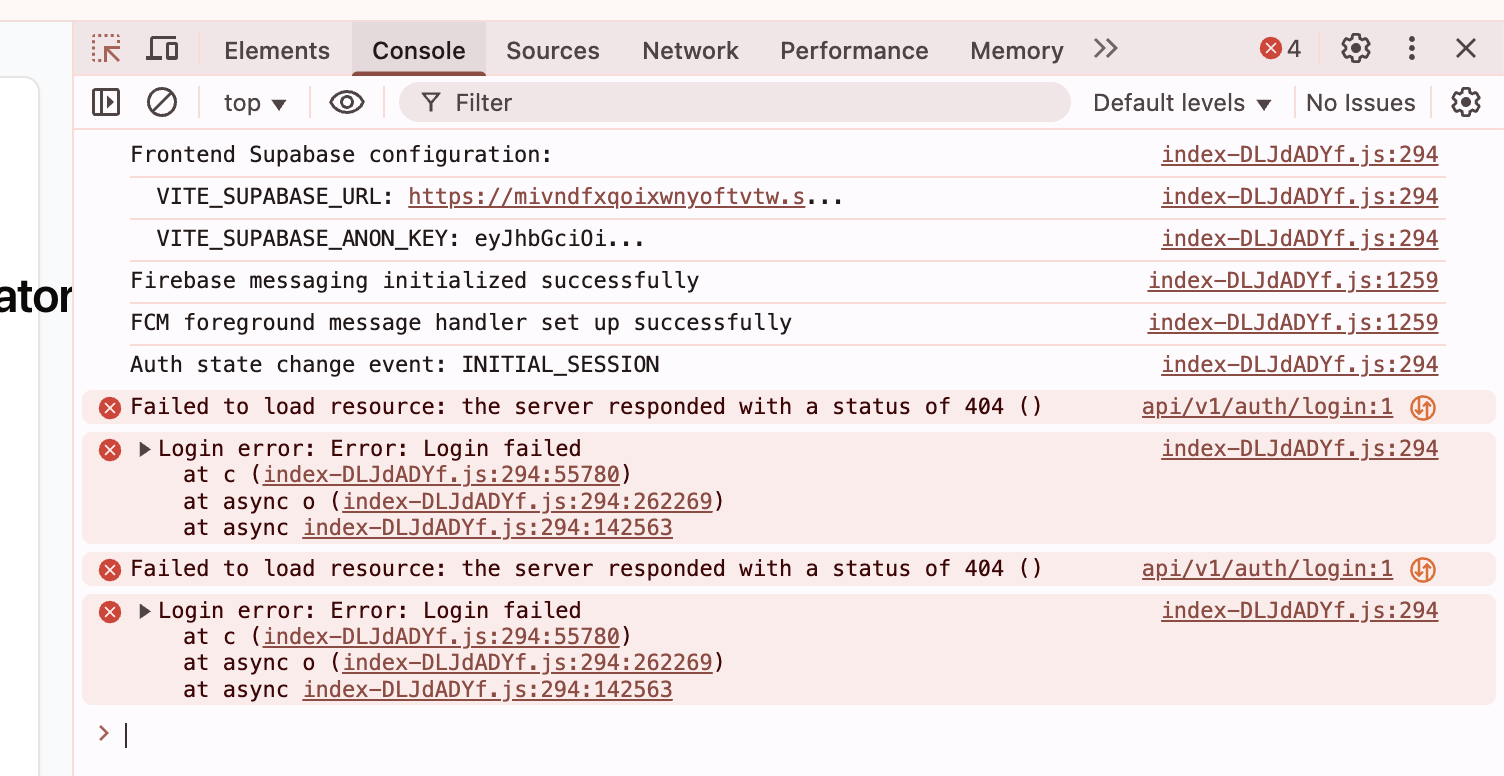 Elements Console Sources Network Performance Memory 4
top Filter Default levels No Issues
Frontend Supabase configuration: index-DLJdADYf.js:294
VITE_SUPABASE_URL: https://mivndfxqoixwnyoftvtw.s... index-DLJdADYf.js:294
VITE_SUPABASE_ANON_KEY: eyJhbGciOi... index-DLJdADYf.js:294
Firebase messaging initialized successfully index-DLJdADYf.js:1259
ator
FCM foreground message handler set up successfully index-DLJdADYf.js:1259
Auth state change event: INITIAL_SESSION index-DLJdADYf.js:294
Failed to load resource: the server responded with a status of 404 () api/v1/auth/login:1
Login error: Error: Login failed index-DLJdADYf.js:294
at c (index-DLJdADYf.js:294:55780)
at async o (index-DLJdADYf.js:294:262269)
at async index-DLJdADYf.js:294:142563
Failed to load resource: the server responded with a status of 404 () api/v1/auth/login:1
Login error: Error: Login failed index-DLJdADYf.js:294
at c (index-DLJdADYf.js:294:55780)
at async o (index-DLJdADYf.js:294:262269)
at async index-DLJdADYf.js:294:142563